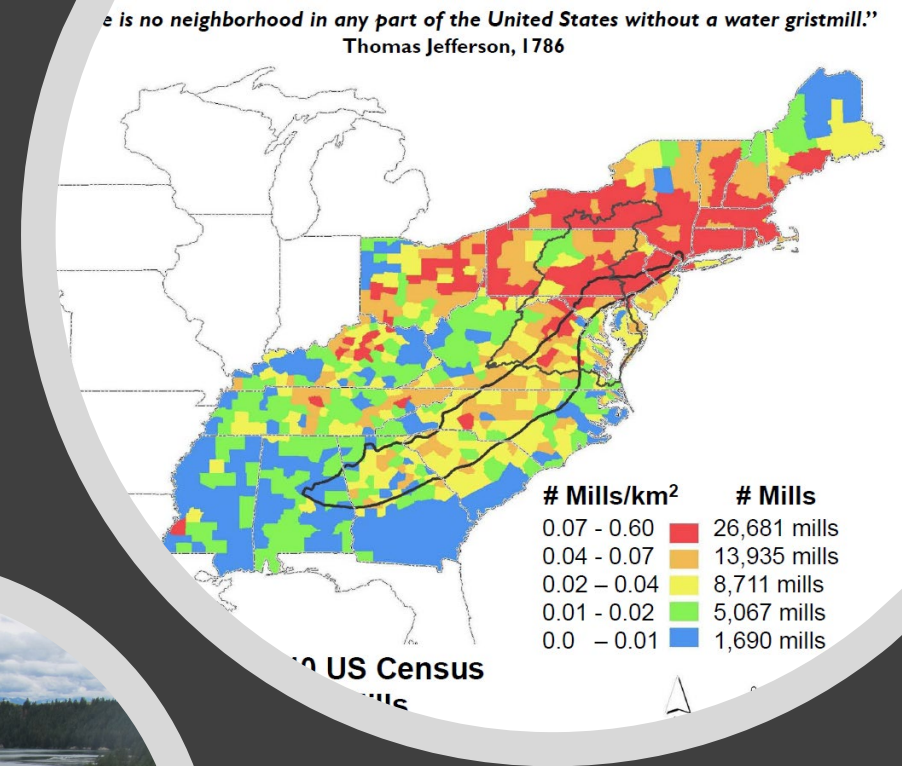 is no neighborhood in any part of the United States without a water gristmill.”
Thomas Jefferson, 1786
# Mills/km² # Mills
0.07 - 0.60 26,681 mills
0.04 - 0.07 13,935 mills
0.02 – 0.04 8,711 mills
0.01 - 0.02 5,067 mills
0.0 – 0.01 1,690 mills
US Census